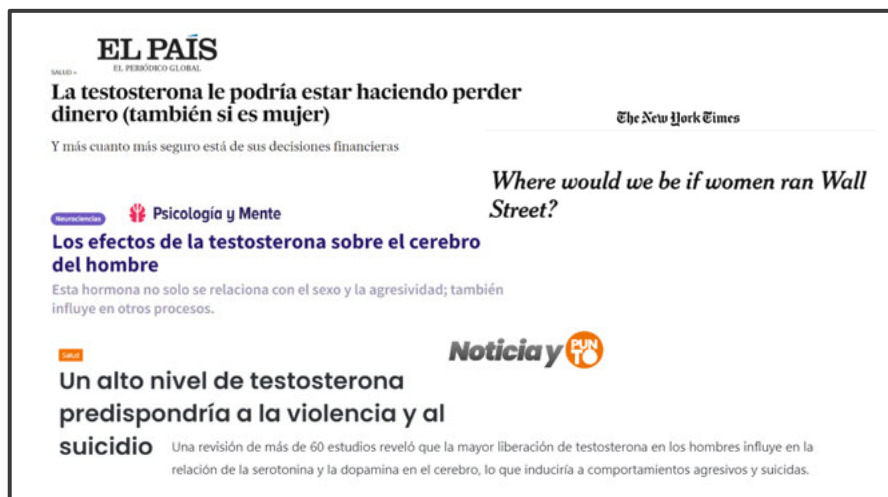 EL PAÍS
EL PERIÓDICO GLOBAL
SALUD >
La testosterona le podría estar haciendo perder
dinero (también si es mujer)
Y más cuanto más seguro está de sus decisiones financieras
The New York Times
Where would we be if women ran Wall
Street?
Neurociencias
Psicología y Mente
Los efectos de la testosterona sobre el cerebro
del hombre
Esta hormona no solo se relaciona con el sexo y la agresividad; también
influye en otros procesos.
Noticia y PUN
TO
Salud
Un alto nivel de testosterona
predispondría a la violencia y al
suicidio
Una revisión de más de 60 estudios reveló que la mayor liberación de testosterona en los hombres influye en la
relación de la serotonina y la dopamina en el cerebro, lo que induciría a comportamientos agresivos y suicidas.